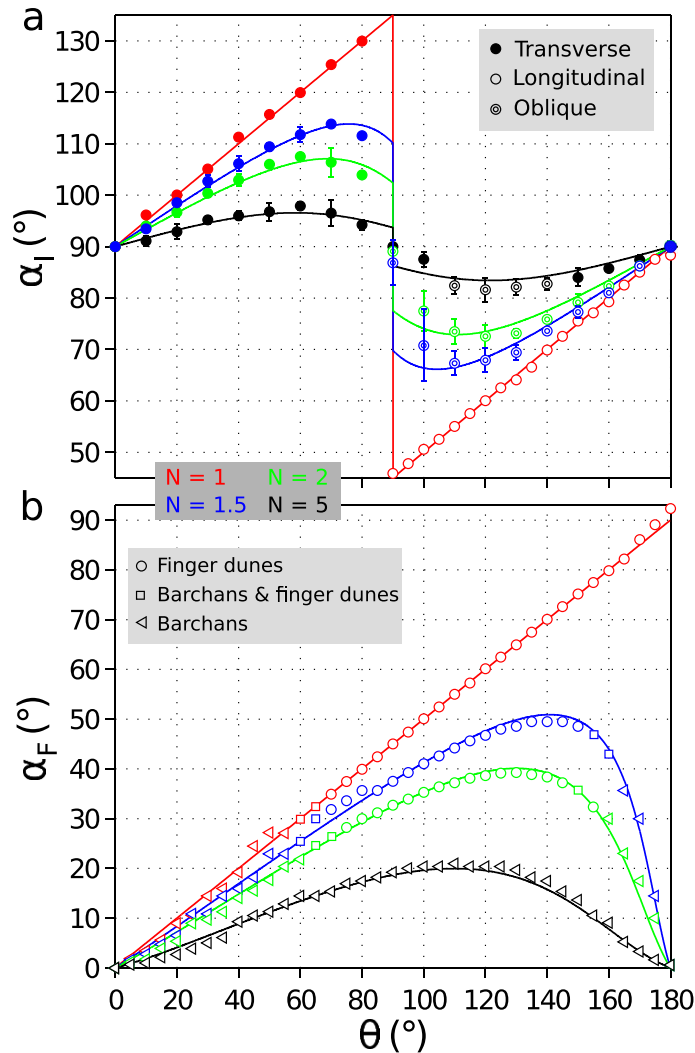 a
130
120
110
100
90
80
70
60
50
α_I (°)
Transverse
Longitudinal
Oblique
N = 1 N = 2
N = 1.5 N = 5
b
90
80
70
60
50
40
30
20
10
0
α_F (°)
Finger dunes
Barchans & finger dunes
Barchans
0 20 40 60 80 100 120 140 160 180
θ (°)